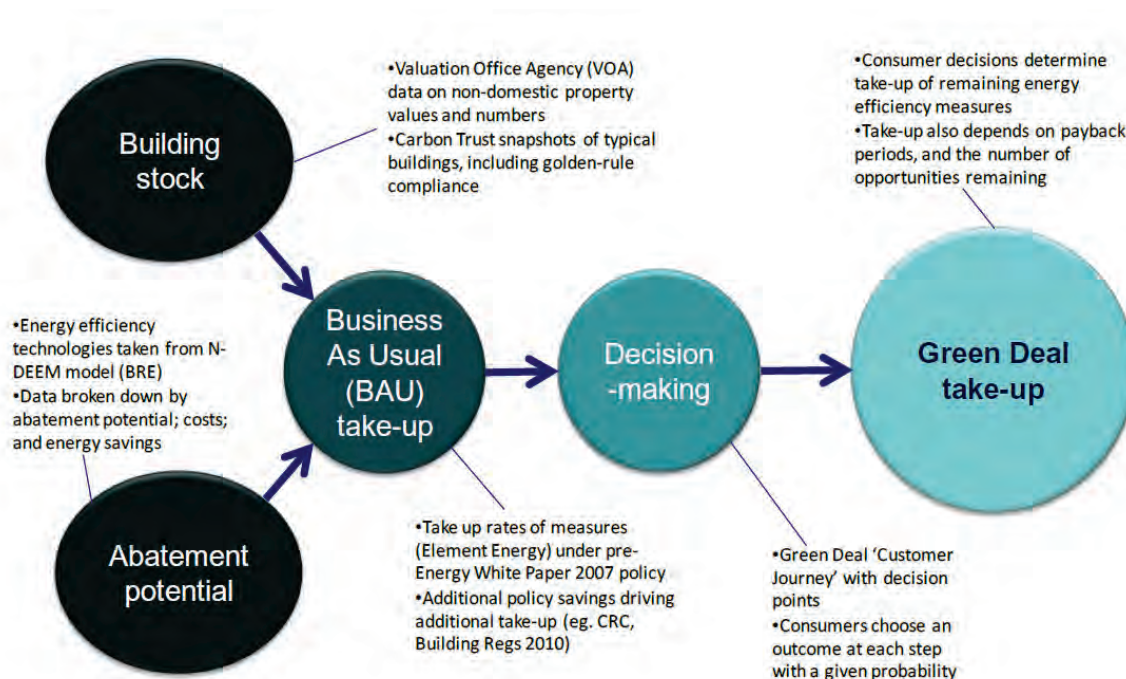 Building
stock
•Valuation Office Agency (VOA)
data on non-domestic property
values and numbers
•Carbon Trust snapshots of typical
buildings, including golden-rule
compliance
•Consumer decisions determine
take-up of remaining energy
efficiency measures
•Take-up also depends on payback
periods, and the number of
opportunities remaining
•Energy efficiency
technologies taken from N-
DEEM model (BRE)
•Data broken down by
abatement potential; costs;
and energy savings
Business
As Usual
(BAU)
take-up
Decision
-making
Green Deal
take-up
Abatement
potential
•Take up rates of measures
(Element Energy) under pre-
Energy White Paper 2007 policy
•Additional policy savings driving
additional take-up (eg. CRC,
Building Regs 2010)
•Green Deal ‘Customer
Journey’ with decision
points
•Consumers choose an
outcome at each step
with a given probability